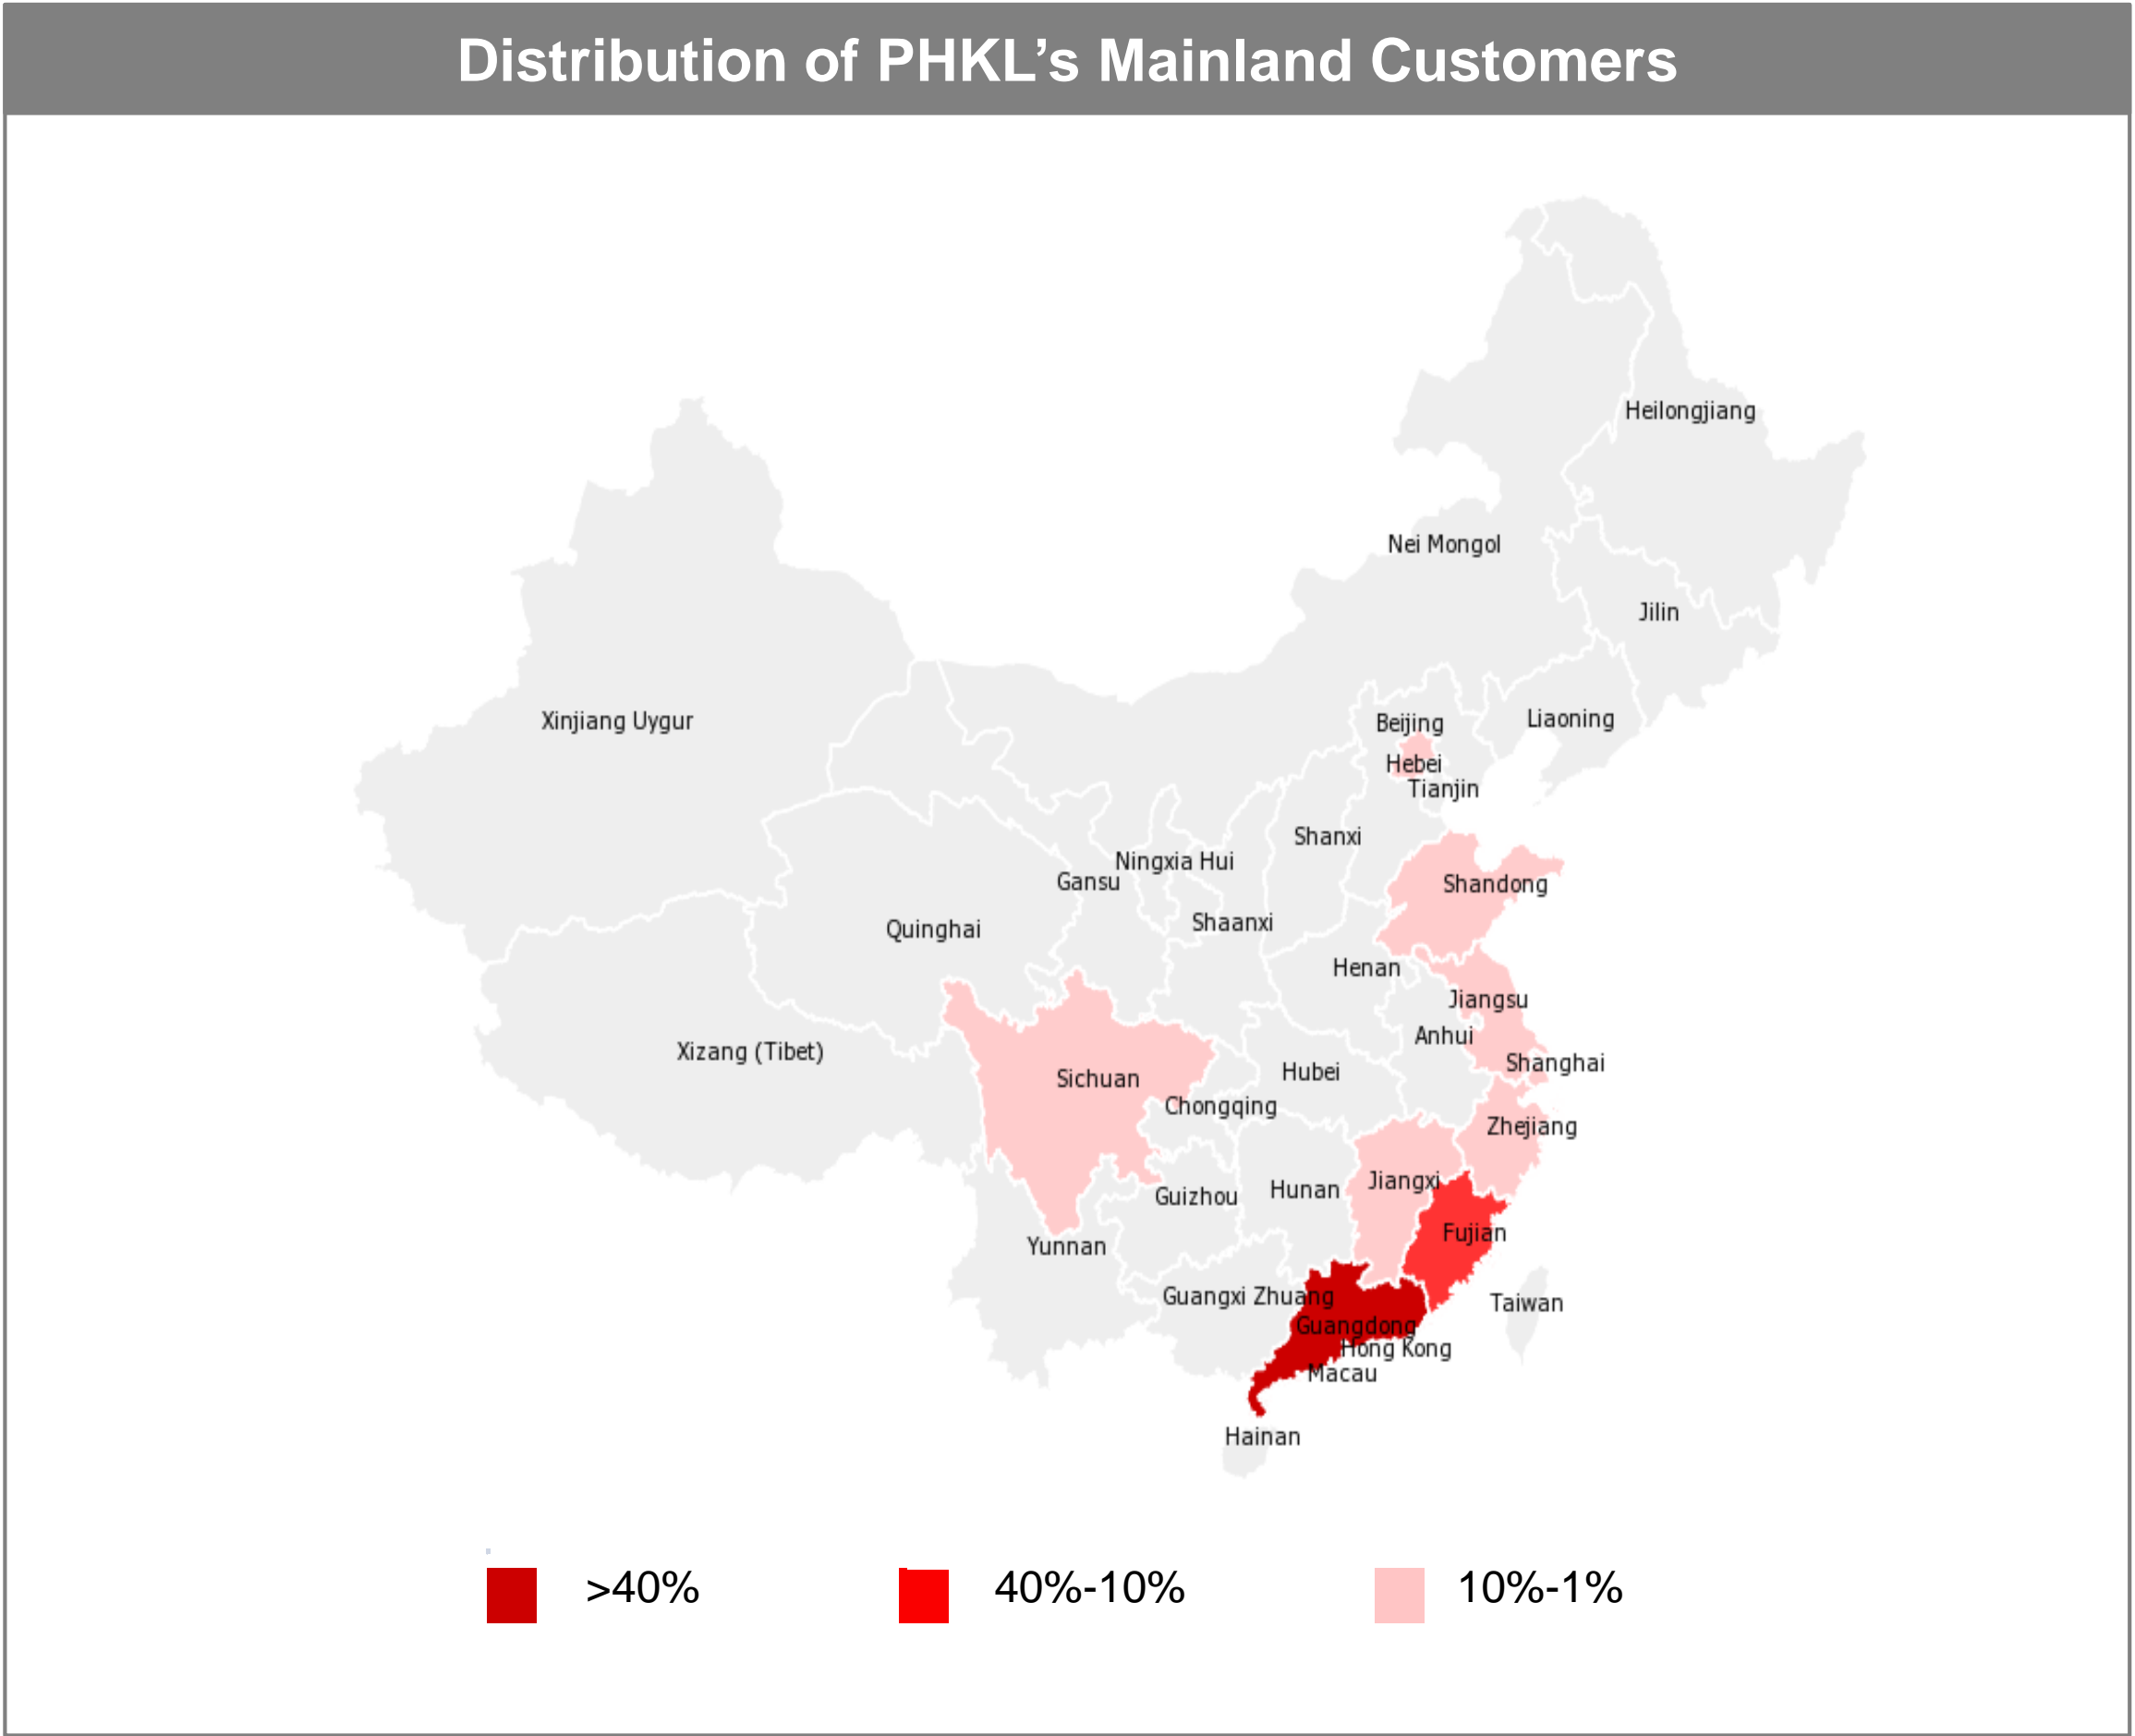 Distribution of PHKL’s Mainland Customers
Heilongjiang
Nei Mongol
Jilin
Xinjiang Uygur
Beijing
Liaoning
Hebei
Tianjin
Shanxi
Ningxia Hui
Gansu
Shandong
Quinghai
Shaanxi
Henan
Jiangsu
Anhui
Xizang (Tibet)
Shanghai
Sichuan
Hubei
Chongqing
Zhejiang
Jiangxi
Guizhou
Hunan
Fujian
Yunnan
Guangxi Zhuang
Taiwan
Guangdong
Hong Kong
Macau
Hainan
>40%
40%-10%
10%-1%